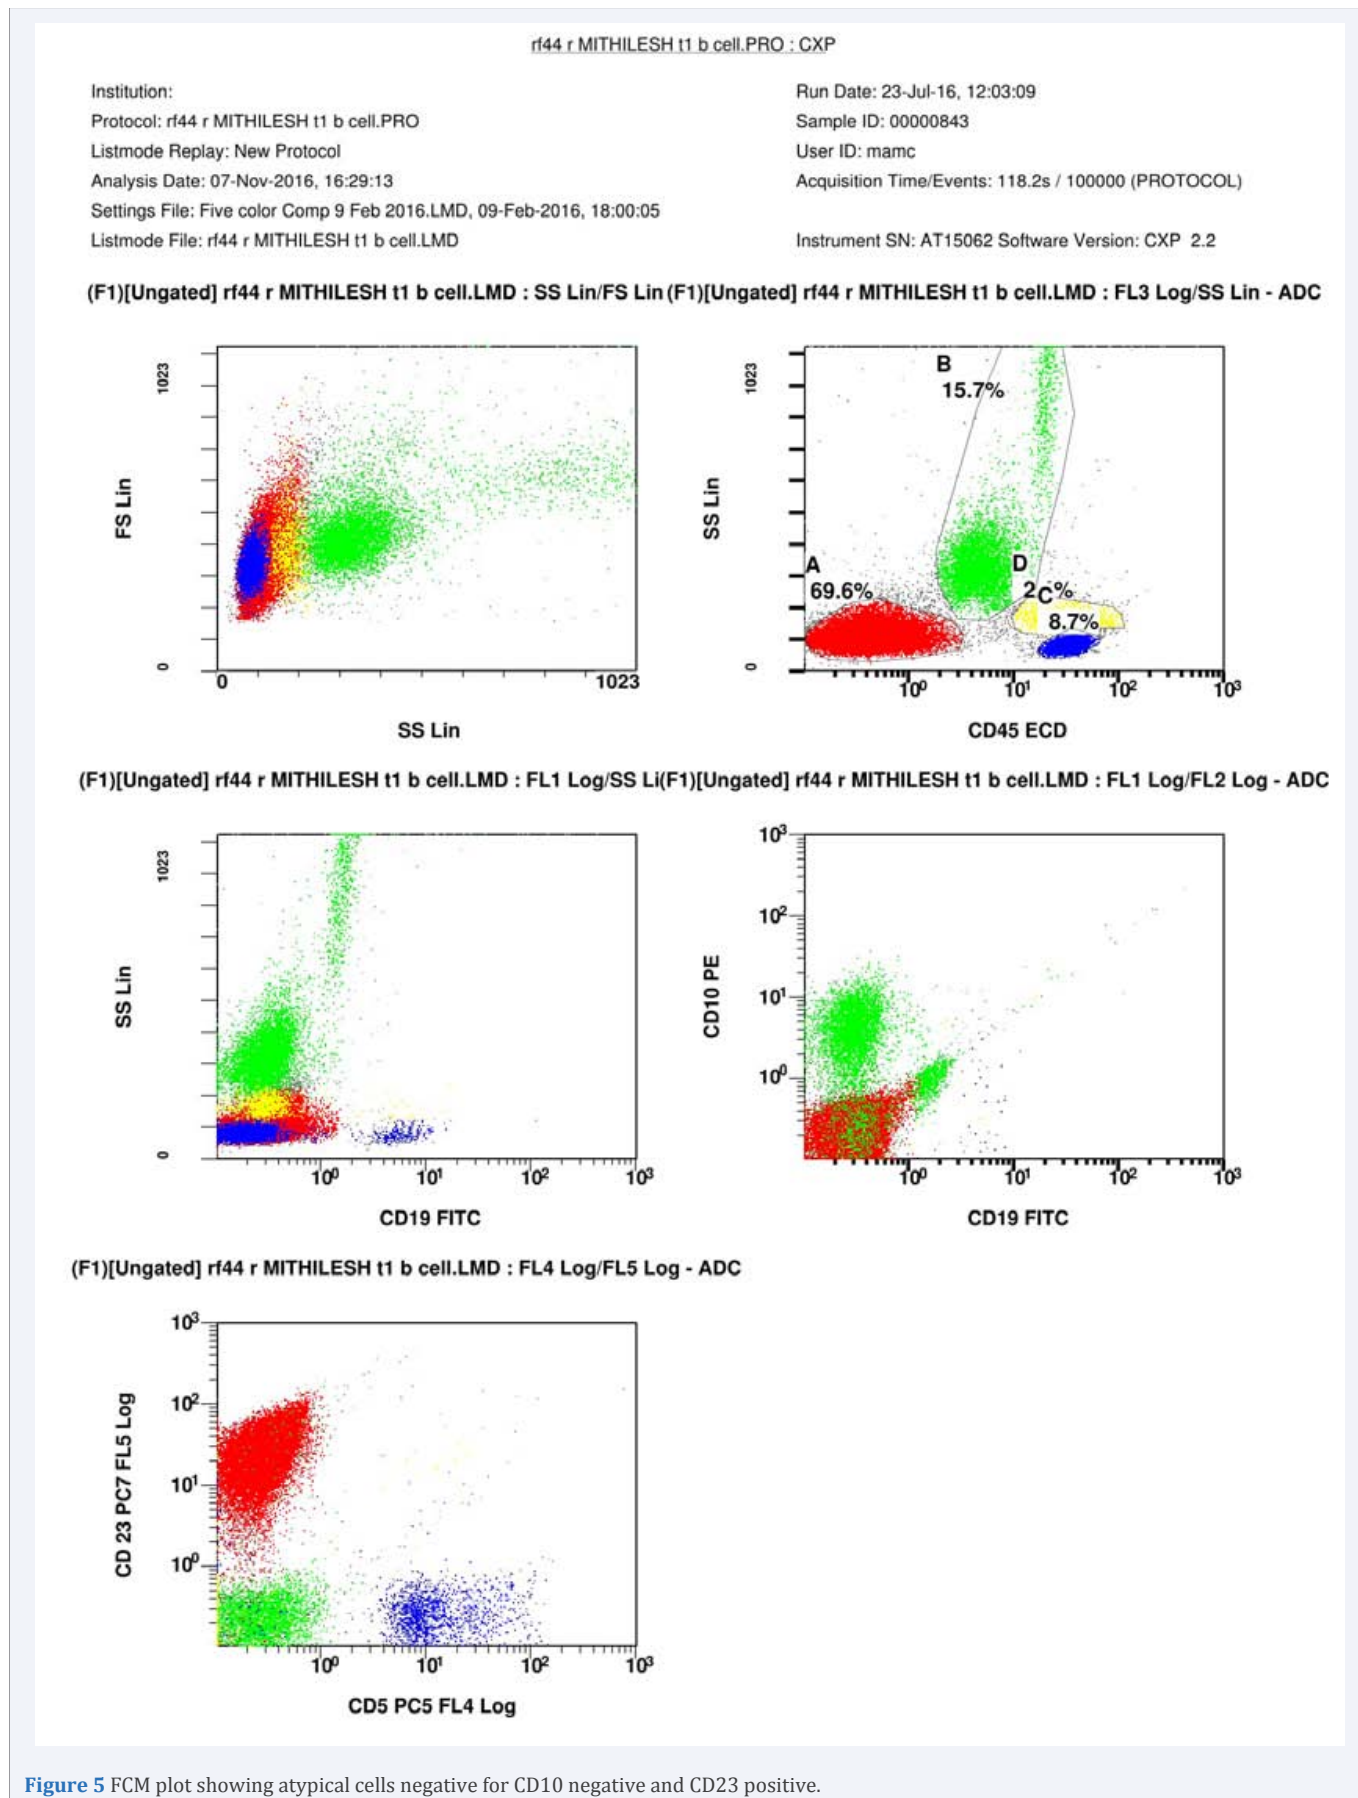 rf44 r MITHILESH t1 b cell.PRO : CXP
Institution:
Run Date: 23-Jul-16, 12:03:09
Protocol: rf44 r MITHILESH t1 b cell.PRO
Sample ID: 00000843
Listmode Replay: New Protocol
User ID: mamc
Analysis Date: 07-Nov-2016, 16:29:13
Acquisition Time/Events: 118.2s / 100000 (PROTOCOL)
Settings File: Five color Comp 9 Feb 2016.LMD, 09-Feb-2016, 18:00:05
Listmode File: rf44 r MITHILESH t1 b cell.LMD
Instrument SN: AT15062 Software Version: CXP 2.2
(F1)[Ungated] rf44 r MITHILESH t1 b cell.LMD : SS Lin/FS Lin
1023
FS Lin
0
0
1023
SS Lin
(F1)[Ungated] rf44 r MITHILESH t1 b cell.LMD : FL3 Log/SS Lin - ADC
1023
SS Lin
0
B
15.7%
A
69.6%
D
2 %
C
8.7%
10⁰ 10¹ 10² 10³
CD45 ECD
(F1)[Ungated] rf44 r MITHILESH t1 b cell.LMD : FL1 Log/SS Li
1023
SS Lin
0
10⁰ 10¹ 10² 10³
CD19 FITC
(F1)[Ungated] rf44 r MITHILESH t1 b cell.LMD : FL1 Log/FL2 Log - ADC
10³
10²
10¹
10⁰
CD10 PE
10⁰ 10¹ 10² 10³
CD19 FITC
(F1)[Ungated] rf44 r MITHILESH t1 b cell.LMD : FL4 Log/FL5 Log - ADC
10³
10²
10¹
10⁰
CD 23 PC7 FL5 Log
10⁰ 10¹ 10² 10³
CD5 PC5 FL4 Log
Figure 5 FCM plot showing atypical cells negative for CD10 negative and CD23 positive.